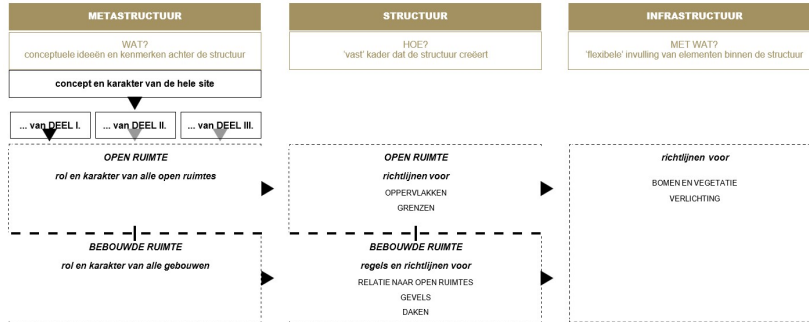 METASTRUCTUUR
WAT?
conceptuele ideeën en kenmerken achter de structuur
concept en karakter van de hele site
... van DEEL I.
... van DEEL II.
... van DEEL III.
OPEN RUIMTE
rol en karakter van alle open ruimtes
BEBOUWDE RUIMTE
rol en karakter van alle gebouwen
STRUCTUUR
HOE?
'vast' kader dat de structuur creëert
OPEN RUIMTE
richtlijnen voor
OPPERVLAKKEN
GRENZEN
BEBOUWDE RUIMTE
regels en richtlijnen voor
RELATIE NAAR OPEN RUIMTES
GEVELS
DAKEN
INFRASTRUCTUUR
MET WAT?
'flexibele' invulling van elementen binnen de structuur
richtlijnen voor
BOMEN EN VEGETATIE
VERLICHTING